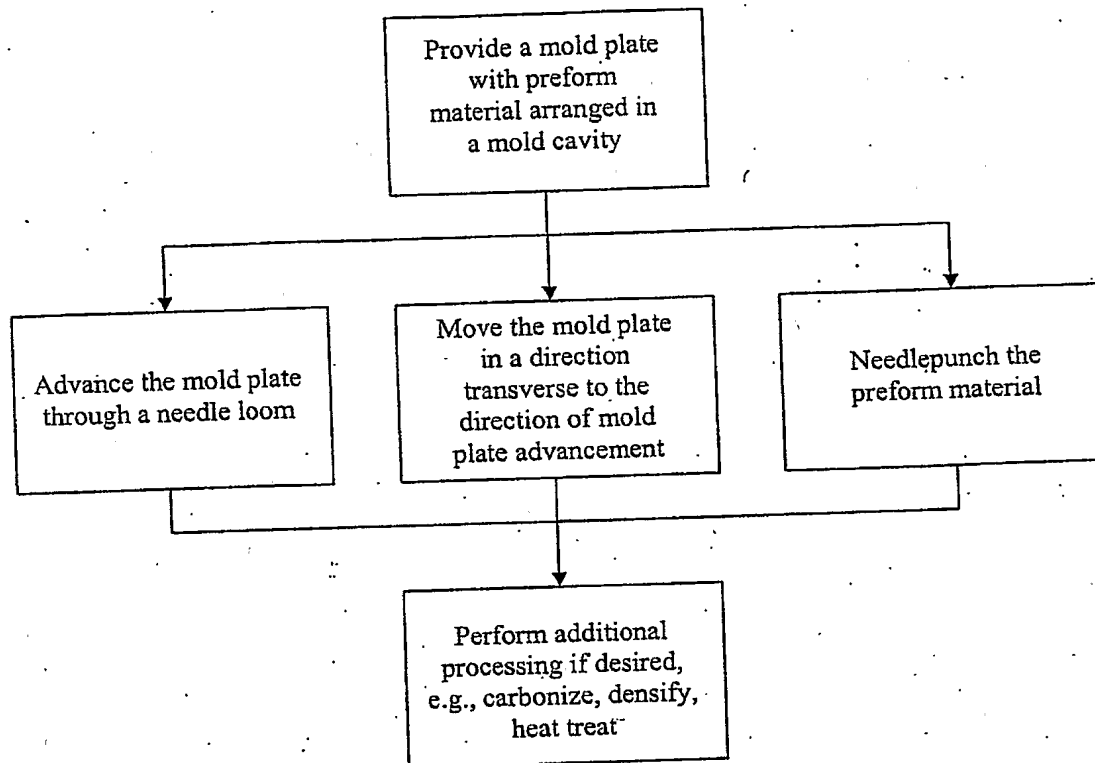 Provide a mold plate
with preform
material arranged in
a mold cavity
Advance the mold plate
through a needle loom
Move the mold plate
in a direction
transverse to the
direction of mold
plate advancement
Needlepunch the
preform material
Perform additional
processing if desired,
e.g., carbonize, densify,
heat treat